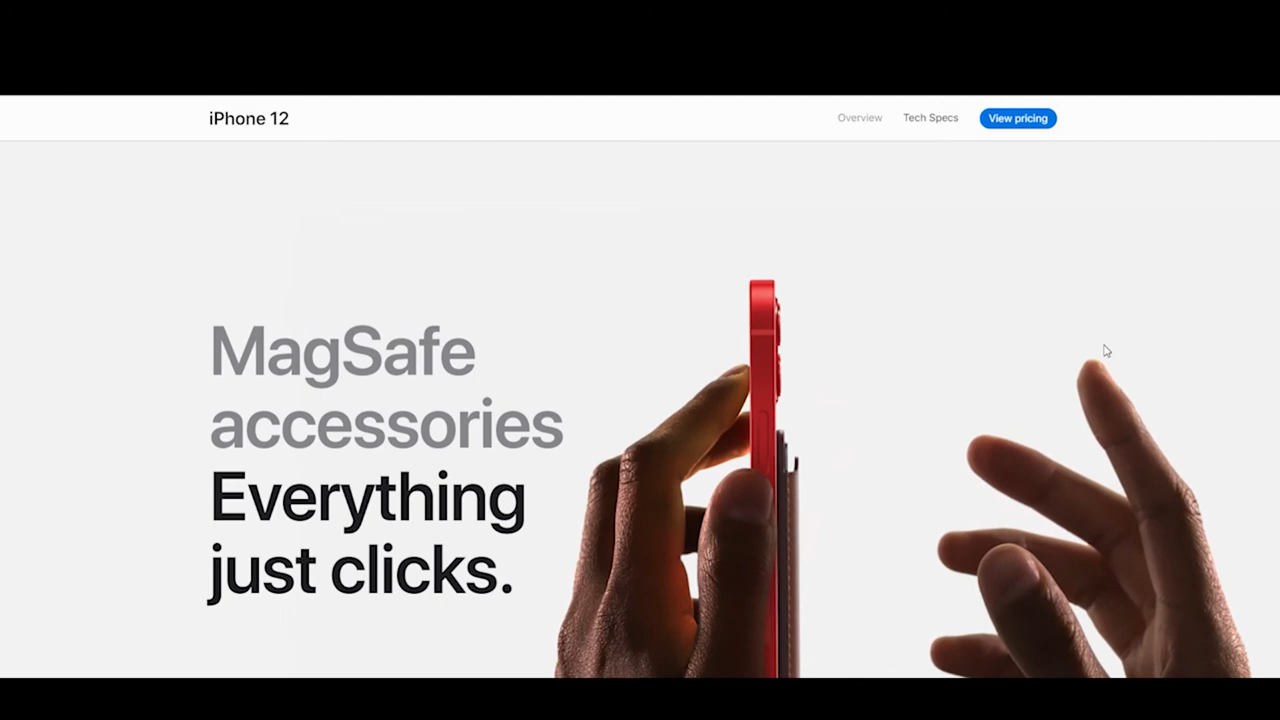 iPhone 12
Overview
Tech Specs
View pricing
MagSafe
accessories
Everything
just clicks.